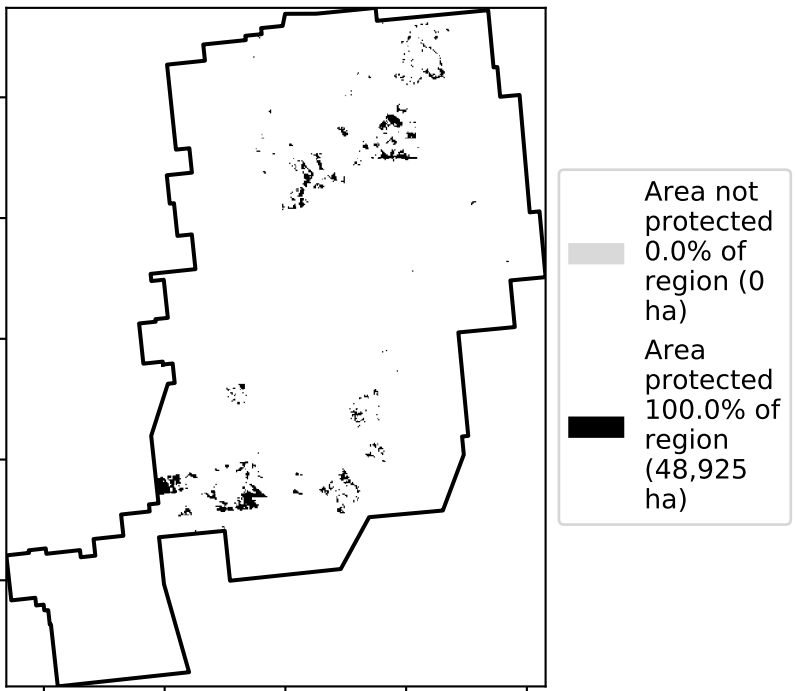 Area not
protected
0.0% of
region (0
ha)
Area
protected
100.0% of
region
(48,925
ha)